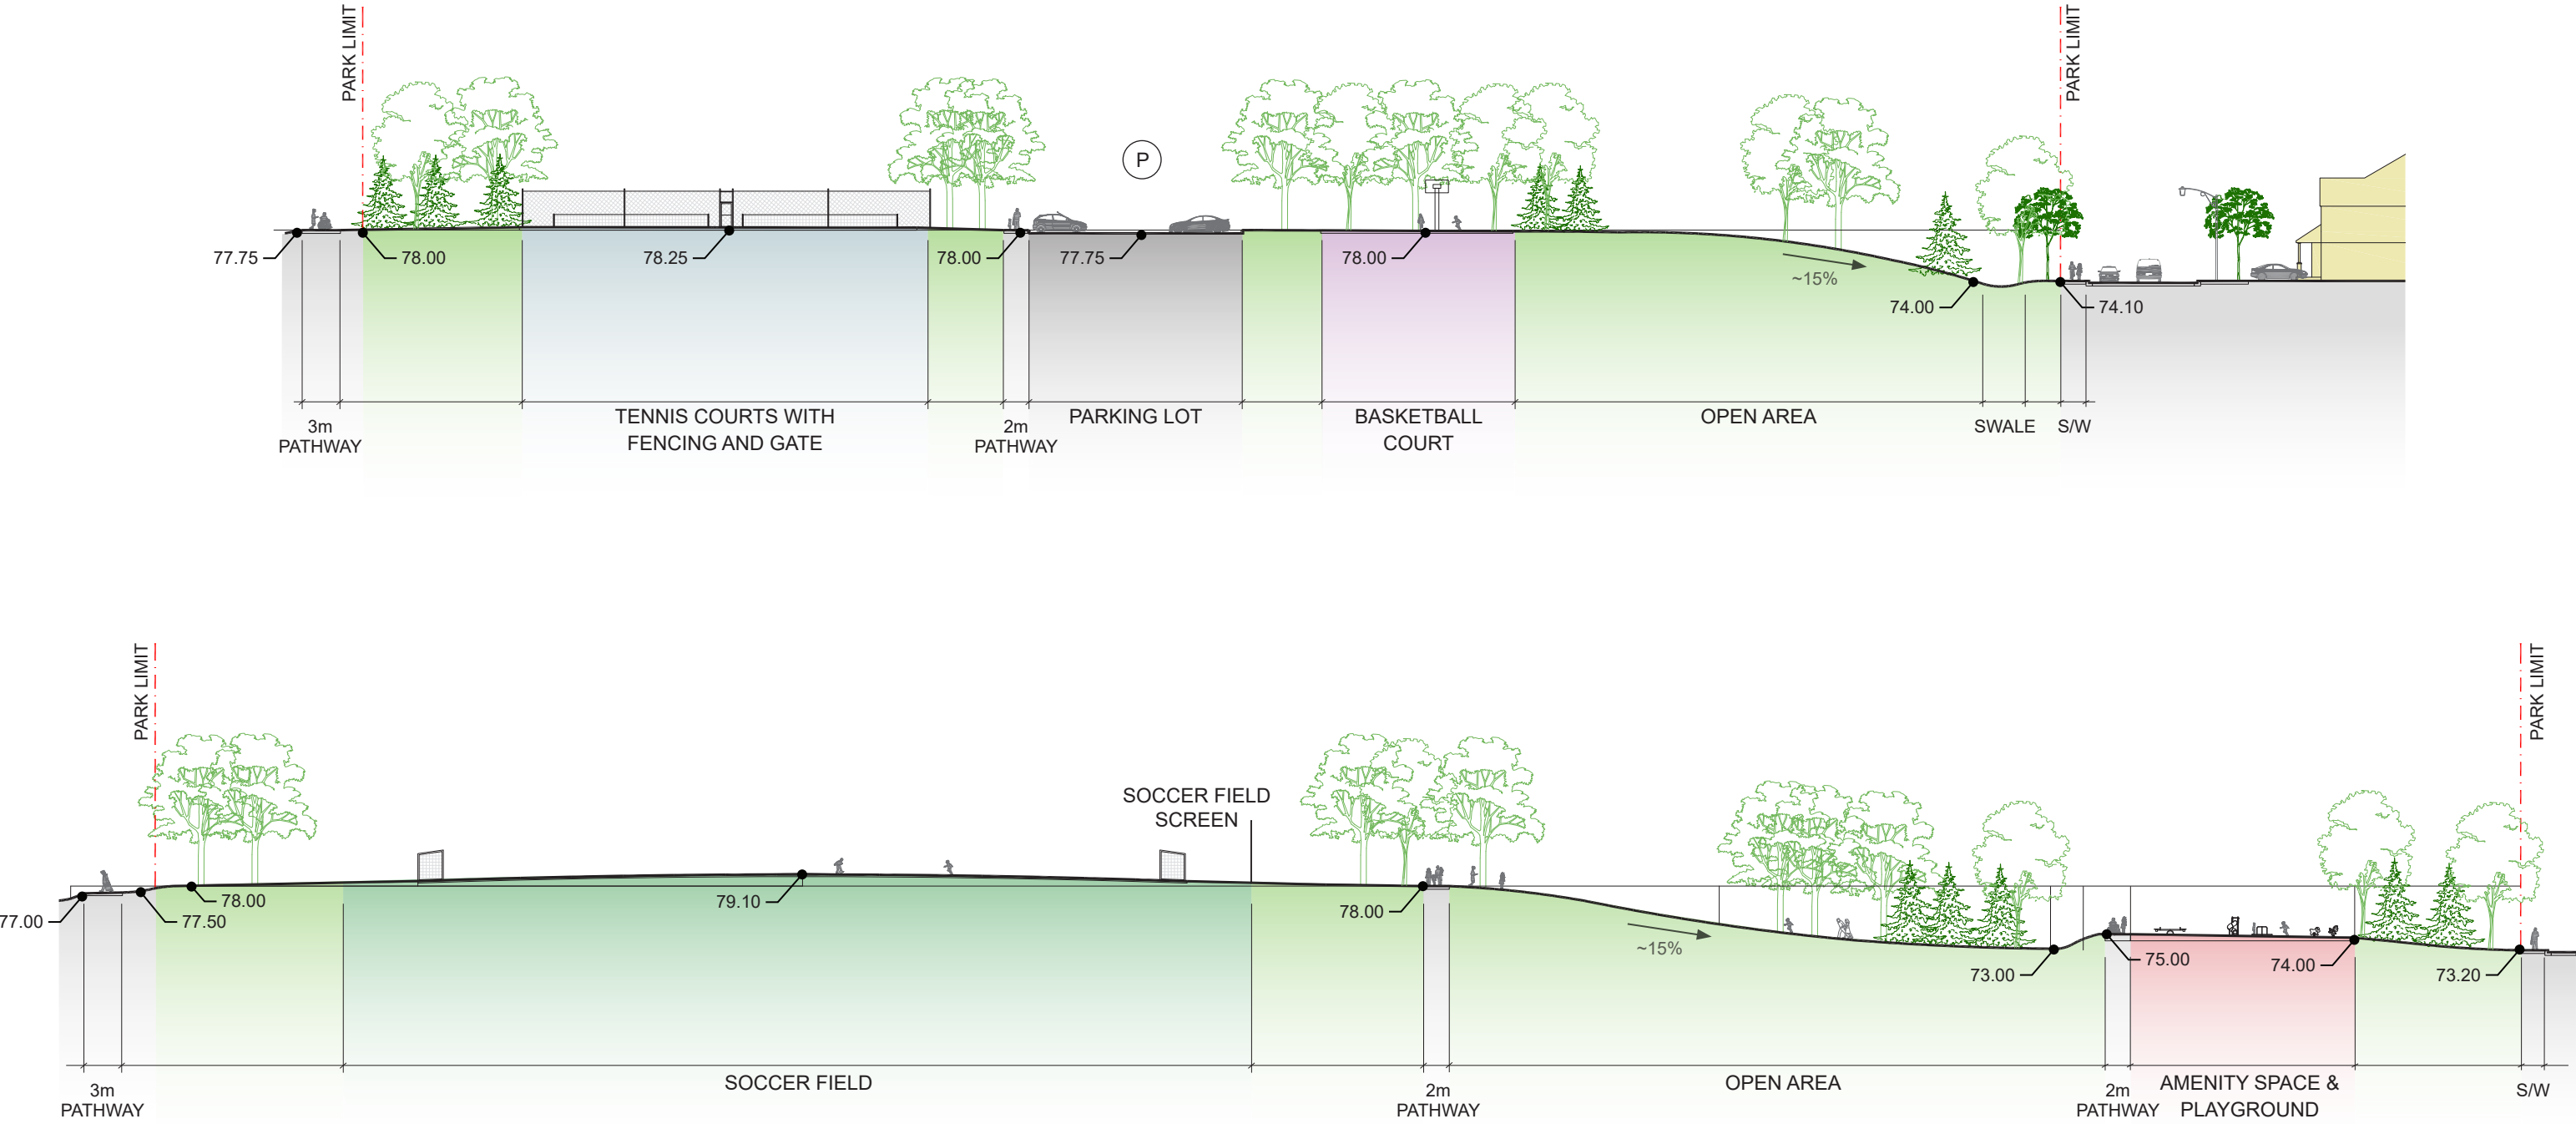 PARK LIMIT
PARK LIMIT
P
77.75
78.00
78.25
78.00
77.75
78.00
~15%
74.00
74.10
3m
PATHWAY
TENNIS COURTS WITH
FENCING AND GATE
2m
PATHWAY
PARKING LOT
BASKETBALL
COURT
OPEN AREA
SWALE
S/W
PARK LIMIT
PARK LIMIT
SOCCER FIELD
SCREEN
77.00
78.00
77.50
79.10
78.00
~15%
73.00
75.00
74.00
73.20
3m
PATHWAY
SOCCER FIELD
2m
PATHWAY
OPEN AREA
2m
PATHWAY
AMENITY SPACE &
PLAYGROUND
S/W